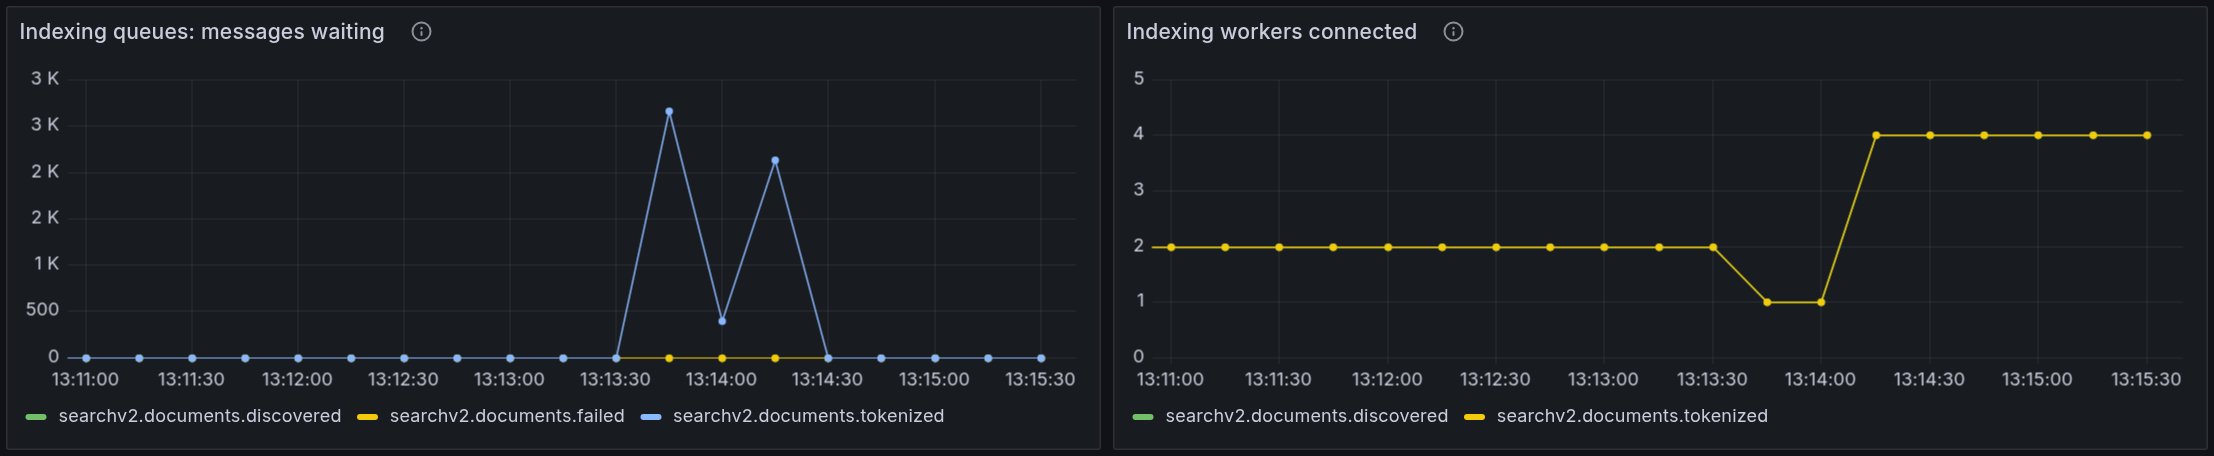 Indexing queues: messages waiting
3 K
3 K
2 K
2 K
1 K
500
0
13:11:00 13:11:30 13:12:00 13:12:30 13:13:00 13:13:30 13:14:00 13:14:30 13:15:00 13:15:30
searchv2.documents.discovered searchv2.documents.failed searchv2.documents.tokenized
Indexing workers connected
5
4
3
2
1
0
13:11:00 13:11:30 13:12:00 13:12:30 13:13:00 13:13:30 13:14:00 13:14:30 13:15:00 13:15:30
searchv2.documents.discovered searchv2.documents.tokenized